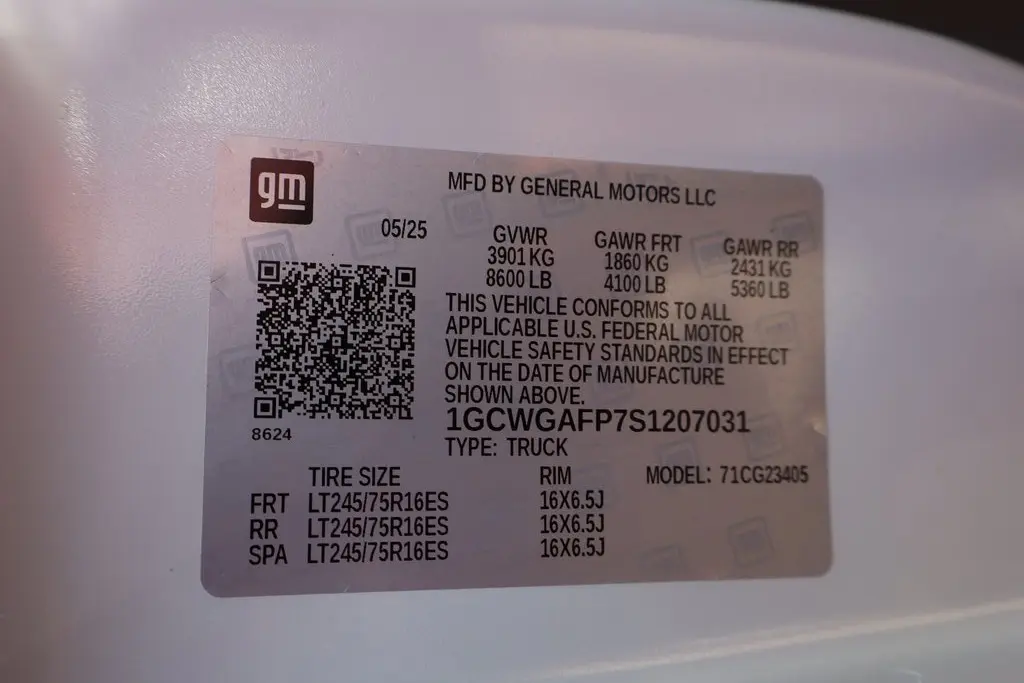 gm
MFD BY GENERAL MOTORS LLC
05/25
GVWR GAWR FRT GAWR RR
3901 KG 1860 KG 2431 KG
8600 LB 4100 LB 5360 LB
THIS VEHICLE CONFORMS TO ALL
APPLICABLE U.S. FEDERAL MOTOR
VEHICLE SAFETY STANDARDS IN EFFECT
ON THE DATE OF MANUFACTURE
SHOWN ABOVE.
1GCWGAFP7S1207031
8624
TYPE: TRUCK
TIRE SIZE RIM MODEL: 71CG23405
FRT LT245/75R16ES 16X6.5J
RR LT245/75R16ES 16X6.5J
SPA LT245/75R16ES 16X6.5J